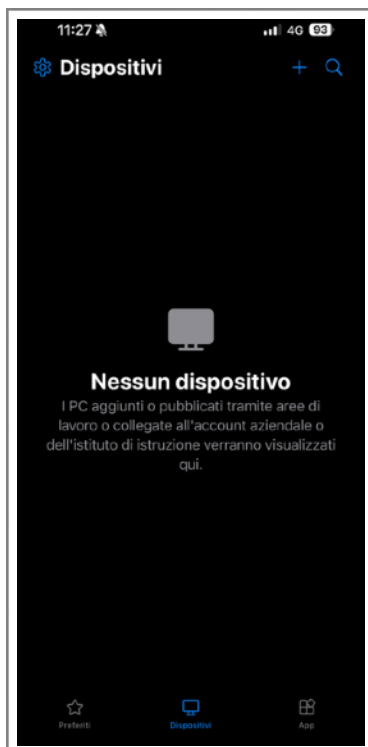 11:27 4G 93
Dispositivi
Nessun dispositivo
I PC aggiunti o pubblicati tramite aree di
lavoro o collegate all'account aziendale o
dell'istituto di istruzione verranno visualizzati
qui.
Preferiti Dispositivi App